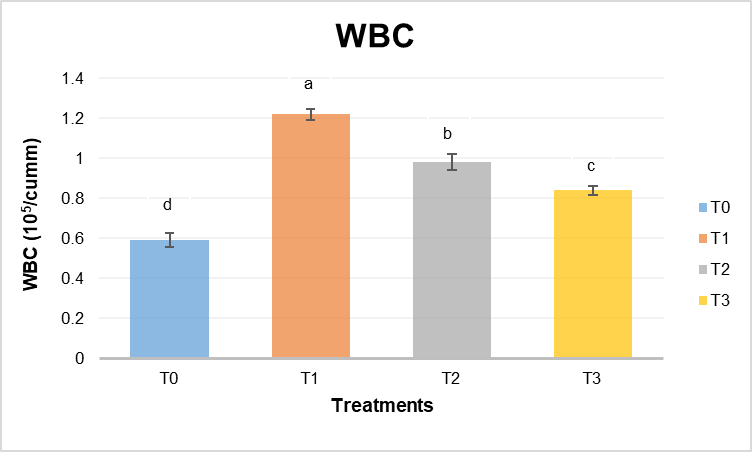 WBC
1.4
1.2
1
0.8
0.6
0.4
0.2
0
WBC (10⁵/cumm)
d
a
b
c
T0
T1
T2
T3
Treatments
T0
T1
T2
T3